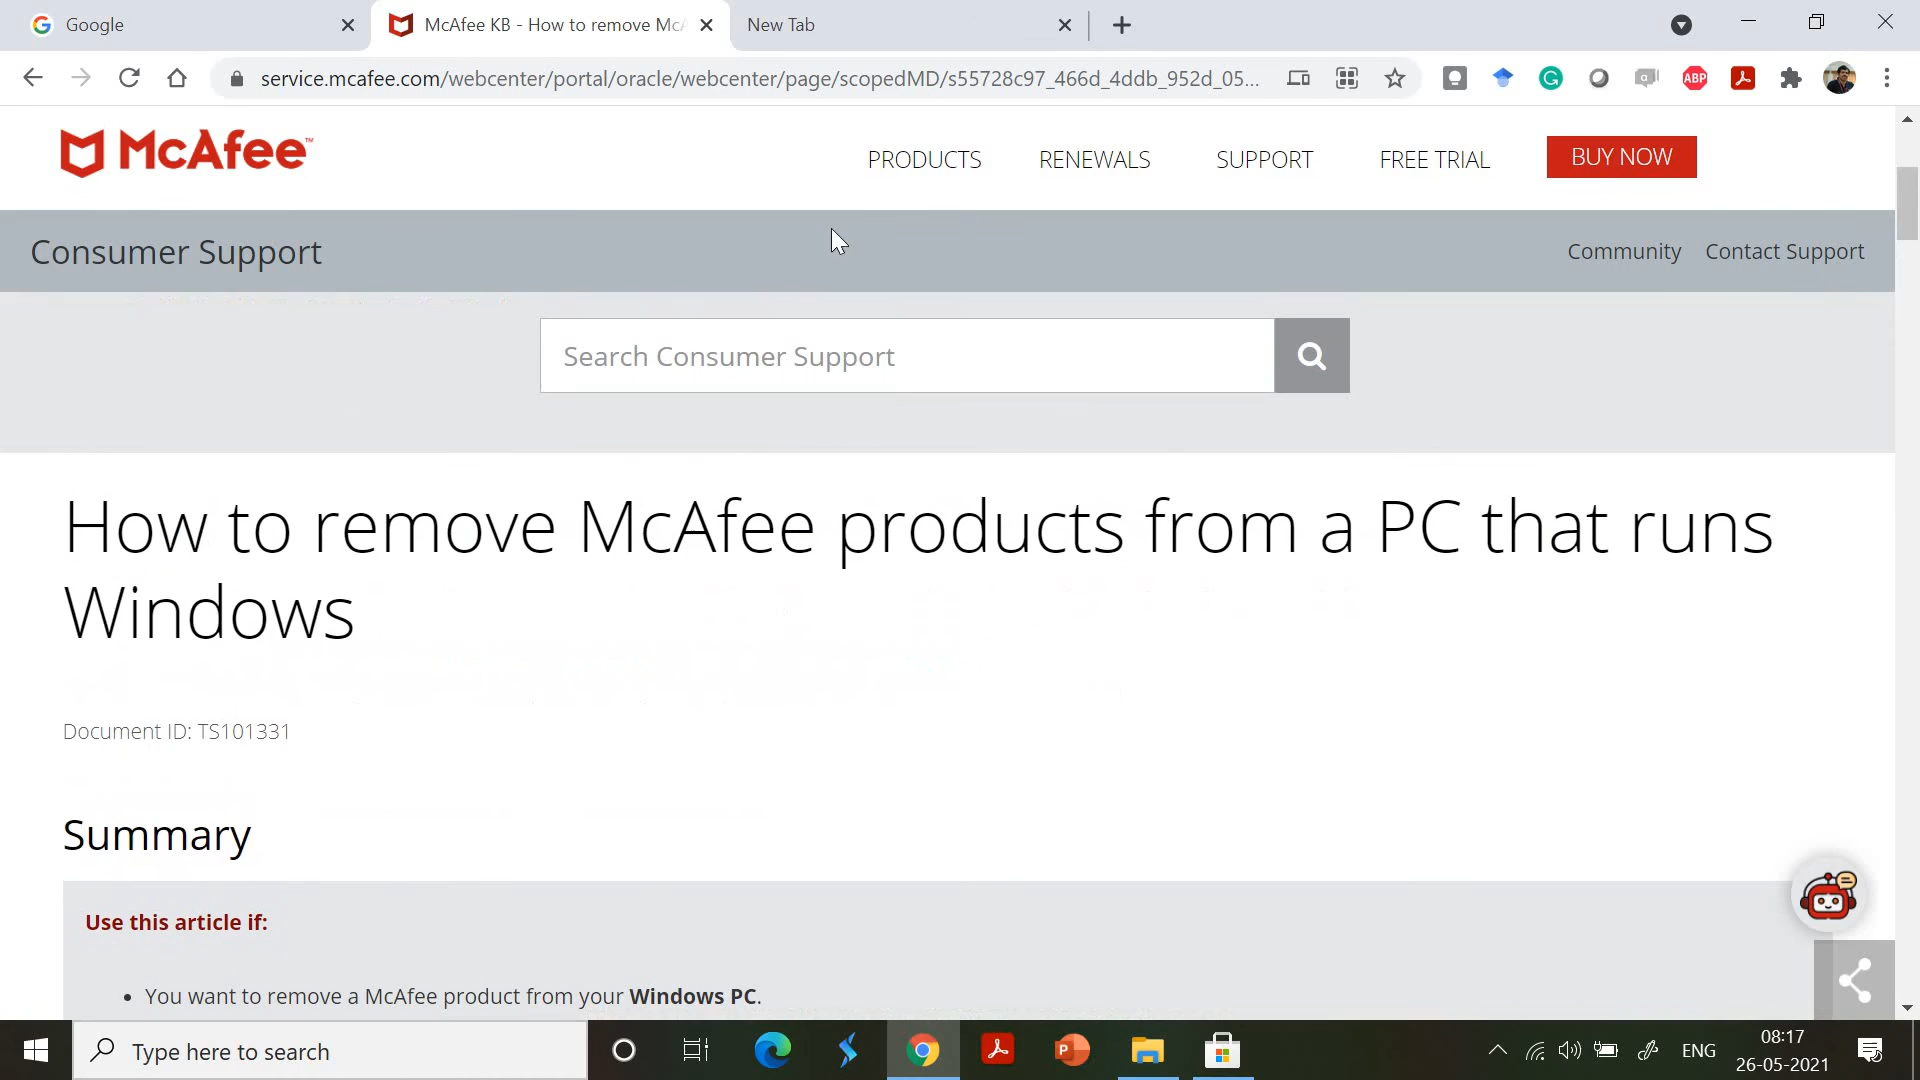 Google
McAfee KB - How to remove McA
New Tab
service.mcafee.com/webcenter/portal/oracle/webcenter/page/scopedMD/s55728c97_466d_4ddb_952d_05...
ABP
McAfee™
PRODUCTS
RENEWALS
SUPPORT
FREE TRIAL
BUY NOW
Consumer Support
Community
Contact Support
Search Consumer Support
How to remove McAfee products from a PC that runs
Windows
Document ID: TS101331
Summary
Use this article if:
• You want to remove a McAfee product from your Windows PC.
Type here to search
ENG
08:17
26-05-2021